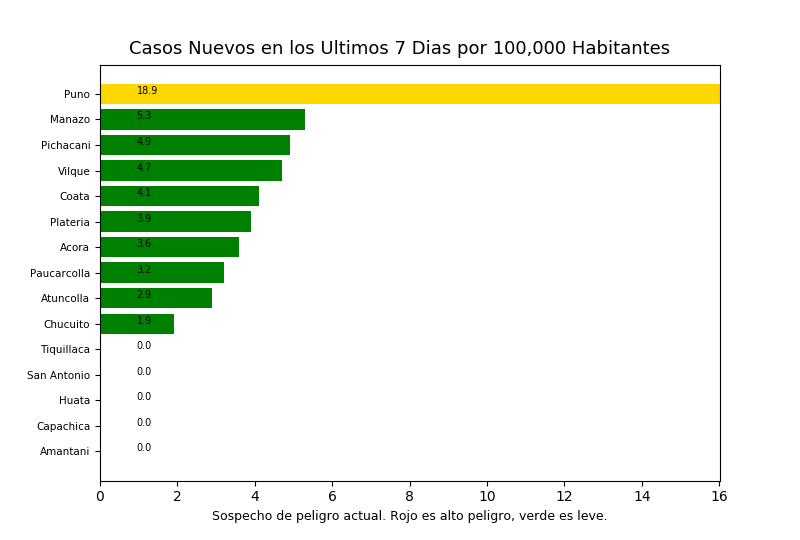 Casos Nuevos en los Ultimos 7 Dias por 100,000 Habitantes
Puno 18.9
Manazo 5.3
Pichacani 4.9
Vilque 4.7
Coata 4.1
Plateria 3.9
Acora 3.6
Paucarcolla 3.2
Atuncolla 2.9
Chucuito 1.9
Tiquillaca 0.0
San Antonio 0.0
Huata 0.0
Capachica 0.0
Amantani 0.0
0 2 4 6 8 10 12 14 16
Sospecho de peligro actual. Rojo es alto peligro, verde es leve.